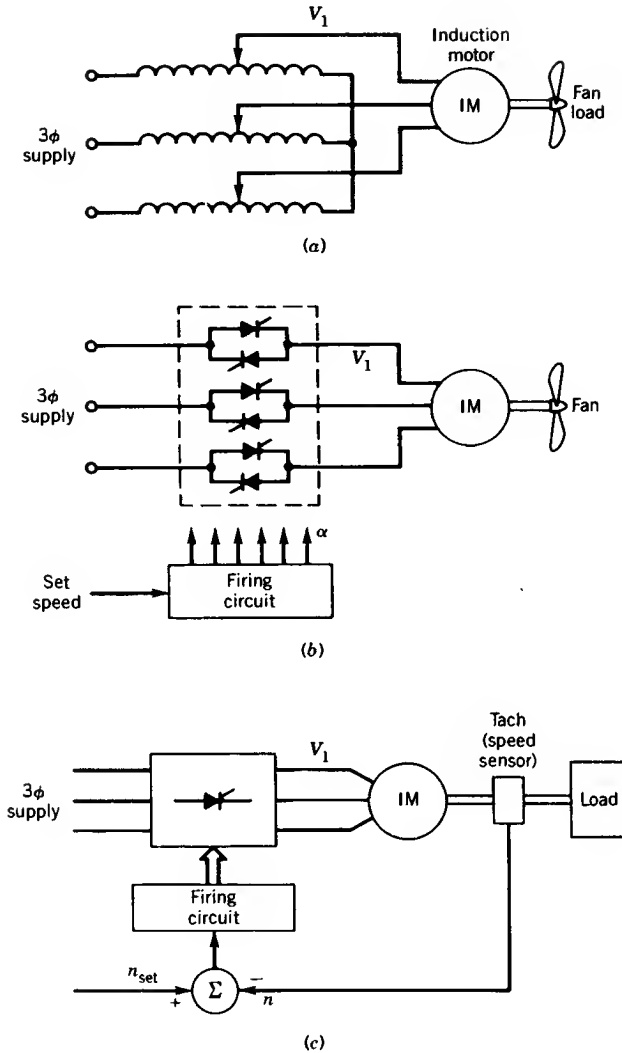 V₁
Induction
motor
IM
Fan
load
3ϕ
supply
(a)
V₁
3ϕ
supply
IM
Fan
α
Set
speed
Firing
circuit
(b)
Tach
(speed
sensor)
V₁
3ϕ
supply
IM
Load
Firing
circuit
n_set
+
Σ
−
n
(c)